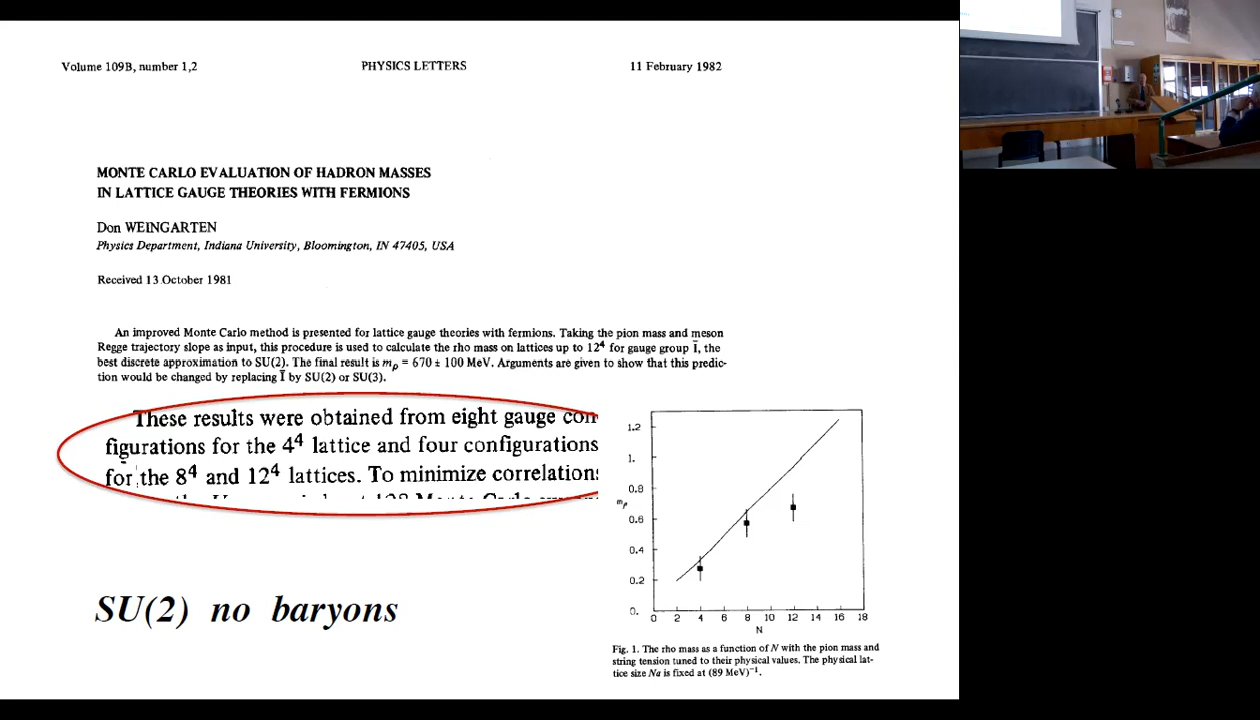 Volume 109B, number 1,2 PHYSICS LETTERS 11 February 1982
MONTE CARLO EVALUATION OF HADRON MASSES
IN LATTICE GAUGE THEORIES WITH FERMIONS
Don WEINGARTEN
Physics Department, Indiana University, Bloomington, IN 47405, USA
Received 13 October 1981
An improved Monte Carlo method is presented for lattice gauge theories with fermions. Taking the pion mass and meson
Regge trajectory slope as input, this procedure is used to calculate the rho mass on lattices up to 12⁴ for gauge group Ī, the
best discrete approximation to SU(2). The final result is mρ = 670 ± 100 MeV. Arguments are given to show that this predic-
tion would be changed by replacing Ī by SU(2) or SU(3).
These results were obtained from eight gauge con
figurations for the 4⁴ lattice and four configurations
for the 8⁴ and 12⁴ lattices. To minimize correlations
SU(2) no baryons
1.2
1.
0.8
mρ
0.6
0.4
0.2
0.
0 2 4 6 8 10 12 14 16 18
N
Fig. 1. The rho mass as a function of N with the pion mass and
string tension tuned to their physical values. The physical lat-
tice size Na is fixed at (89 MeV)⁻¹.